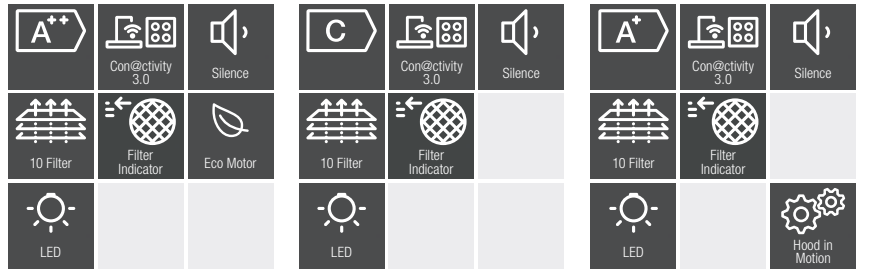 A++
Con@ctivity
3.0
Silence
10 Filter
Filter
Indicator
Eco Motor
LED
C
Con@ctivity
3.0
Silence
10 Filter
Filter
Indicator
LED
A+
Con@ctivity
3.0
Silence
10 Filter
Filter
Indicator
LED
Hood in
Motion